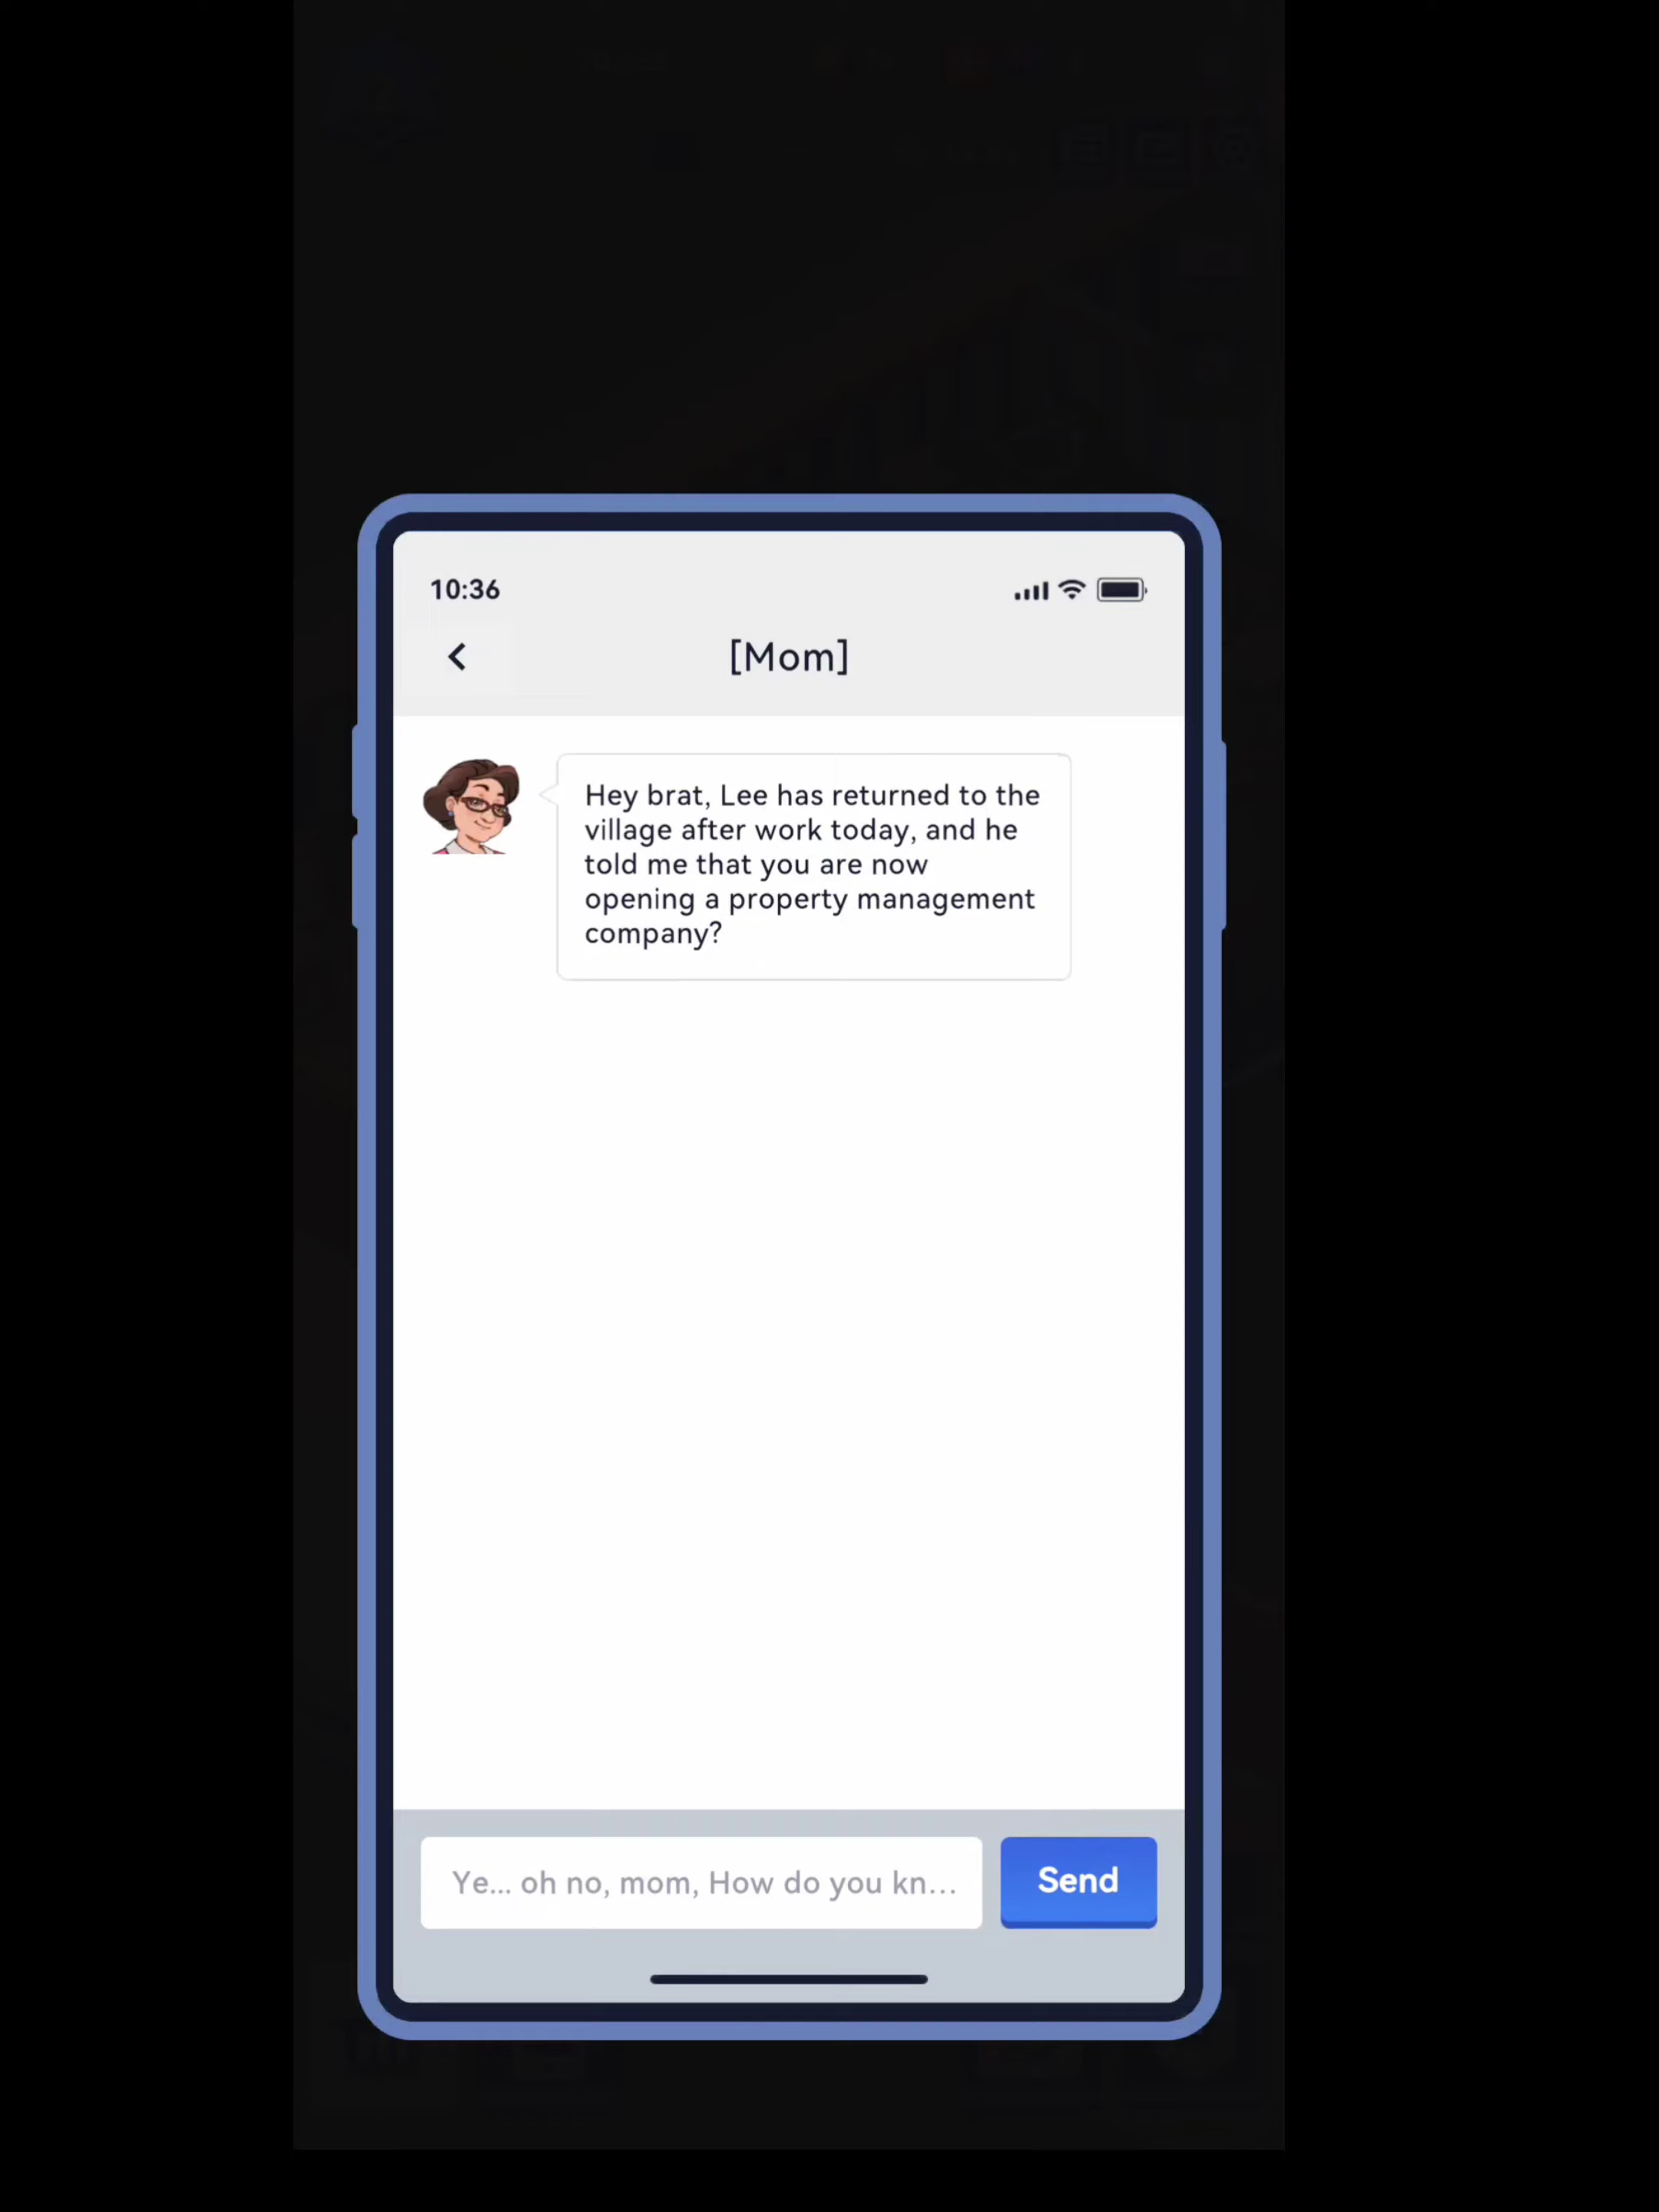 10:36
[Mom]
Hey brat, Lee has returned to the
village after work today, and he
told me that you are now
opening a property management
company?
Ye... oh no, mom, How do you kn...
Send